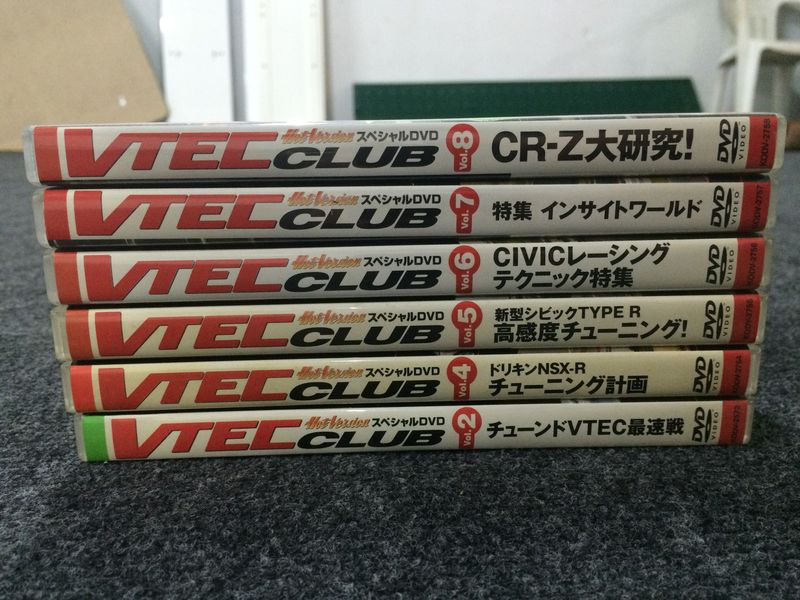 VTEC CLUB Hot Version スペシャルDVD Vol.8 CR-Z大研究! DVD VIDEO KODV-2758
VTEC CLUB Hot Version スペシャルDVD Vol.7 特集 インサイトワールド DVD VIDEO KODV-2757
VTEC CLUB Hot Version スペシャルDVD Vol.6 CIVICレーシング
テクニック特集 DVD VIDEO KODV-2756
VTEC CLUB Hot Version スペシャルDVD Vol.5 新型シビックTYPE R
高感度チューニング! DVD VIDEO
VTEC CLUB Hot Version スペシャルDVD Vol.4 ドリキンNSX-R
チューニング計画 DVD VIDEO
VTEC CLUB Hot Version スペシャルDVD Vol.2 チューンドVTEC最速戦 DVD VIDEO